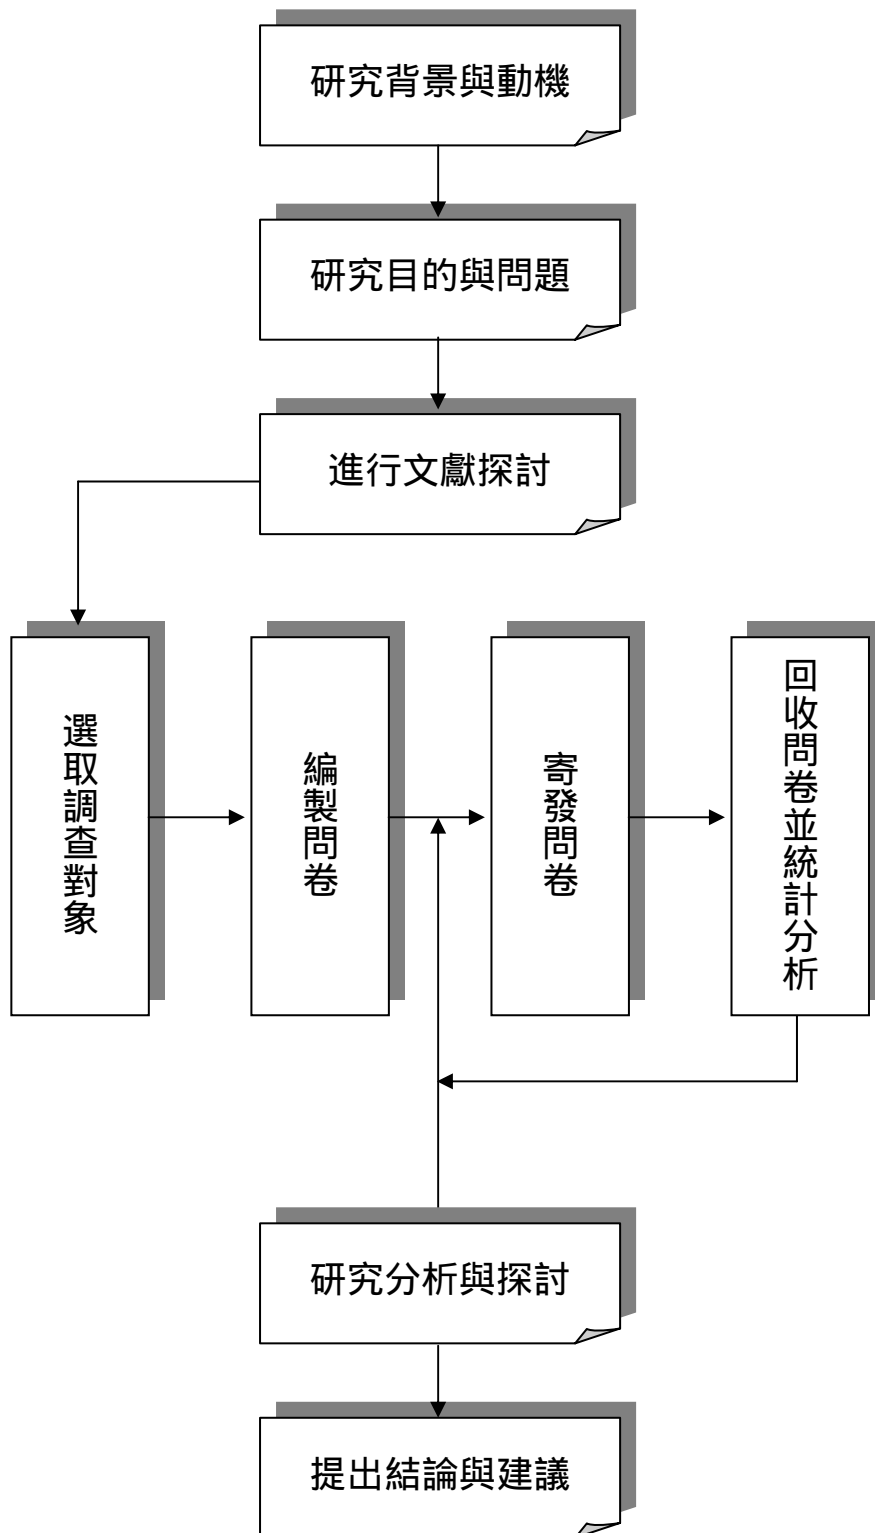 研究背景與動機
研究目的與問題
進行文獻探討
選取調查對象
編製問卷
寄發問卷
回收問卷並統計分析
研究分析與探討
提出結論與建議